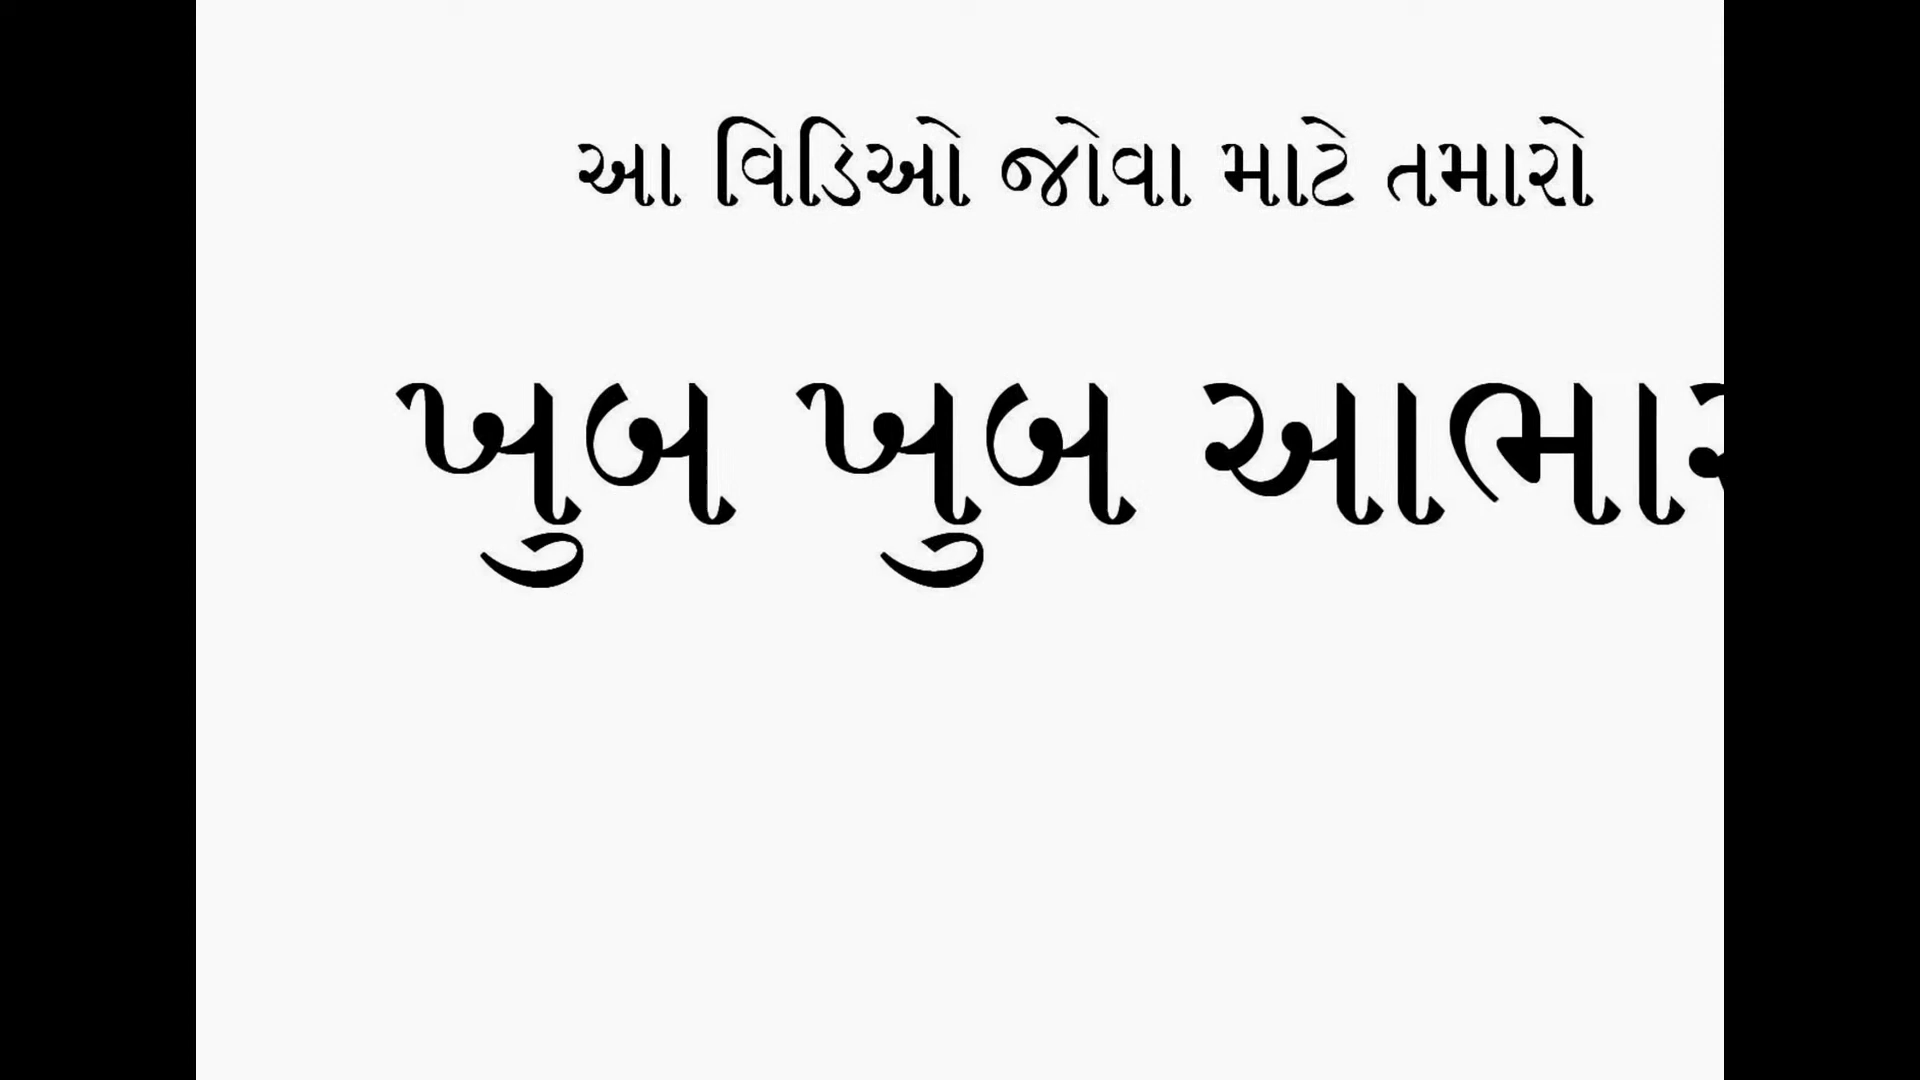 આ વિડિઓ જોવા માટે તમારો
ખુબ ખુબ આભાર